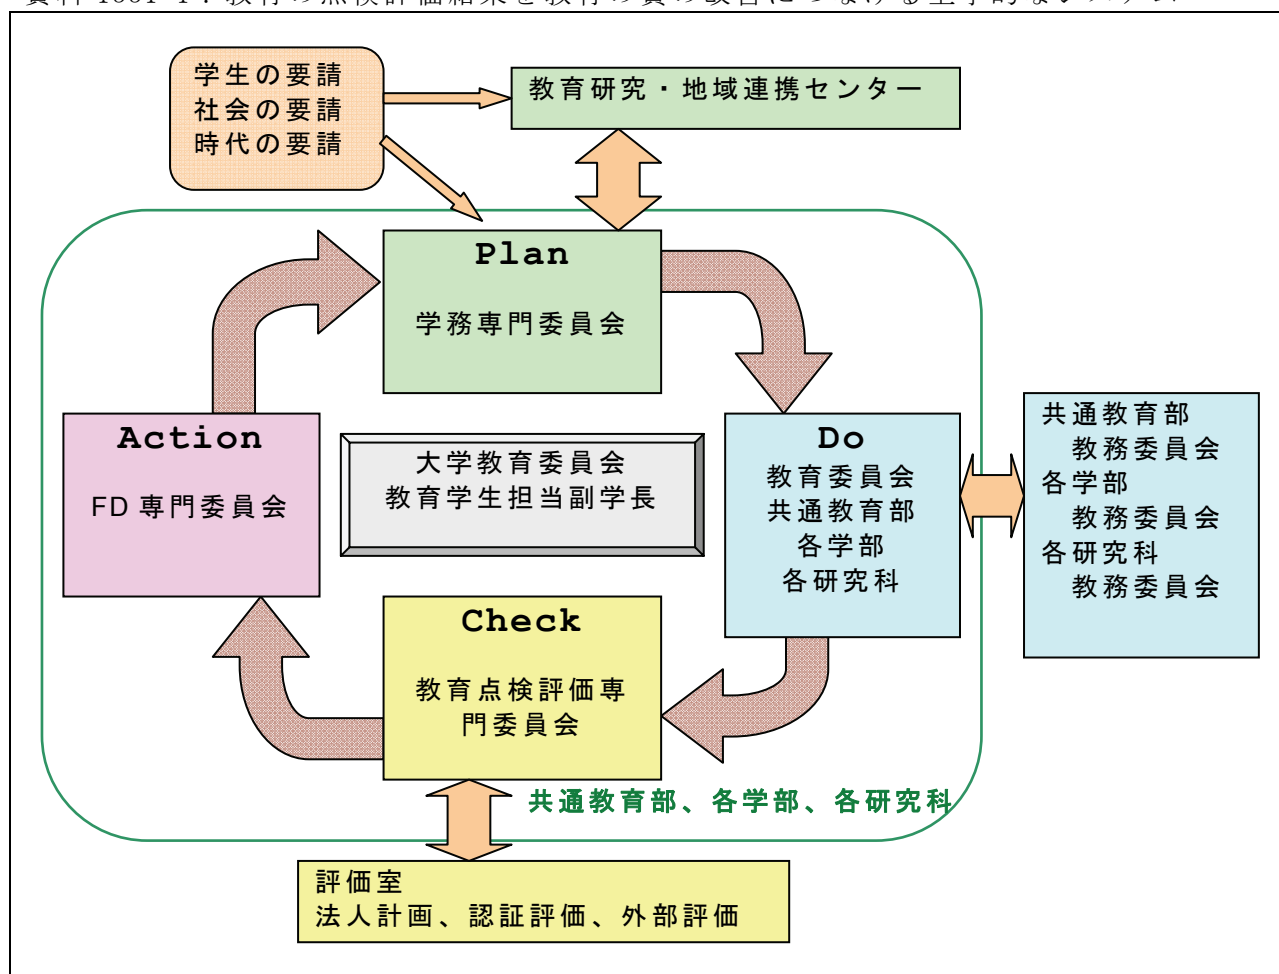 学生の要請
社会の要請
時代の要請
教育研究・地域連携センター
Plan
学務専門委員会
Action
FD 専門委員会
大学教育委員会
教育学生担当副学長
Do
教育委員会
共通教育部
各学部
各研究科
共通教育部
教務委員会
各学部
教務委員会
各研究科
教務委員会
Check
教育点検評価専
門委員会
共通教育部、各学部、各研究科
評価室
法人計画、認証評価、外部評価